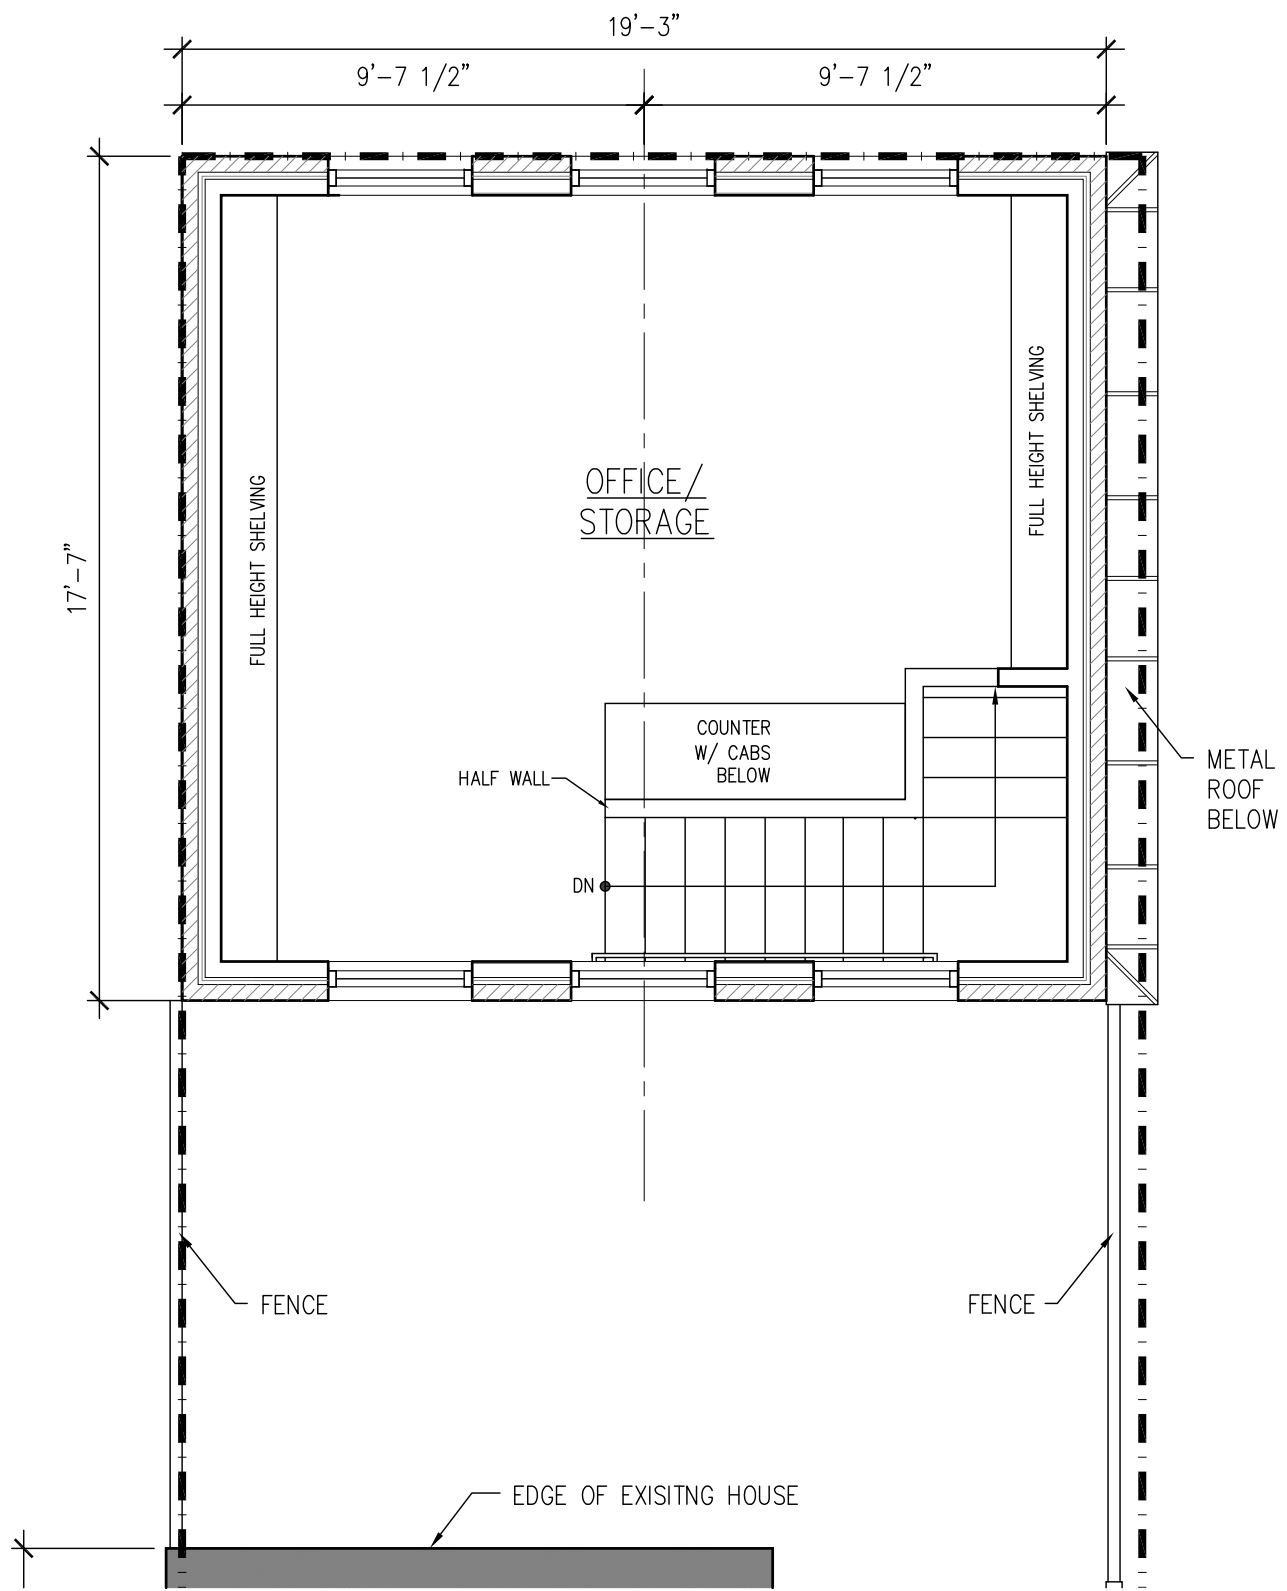 19'-3"
9'-7 1/2"
9'-7 1/2"
17'-7"
FULL HEIGHT SHELVING
FULL HEIGHT SHELVING
OFFICE/
STORAGE
COUNTER
W/ CABS
BELOW
HALF WALL
METAL
ROOF
BELOW
DN
FENCE
FENCE
EDGE OF EXISITNG HOUSE